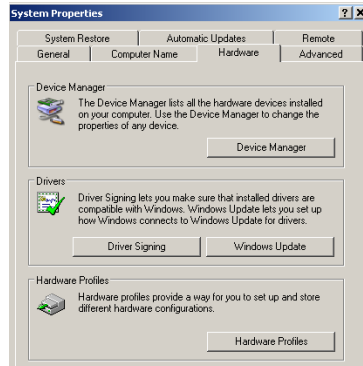 System Properties
System Restore Automatic Updates Remote
General Computer Name Hardware Advanced
Device Manager
The Device Manager lists all the hardware devices installed
on your computer. Use the Device Manager to change the
properties of any device.
Device Manager
Drivers
Driver Signing lets you make sure that installed drivers are
compatible with Windows. Windows Update lets you set up
how Windows connects to Windows Update for drivers.
Driver Signing Windows Update
Hardware Profiles
Hardware profiles provide a way for you to set up and store
different hardware configurations.
Hardware Profiles